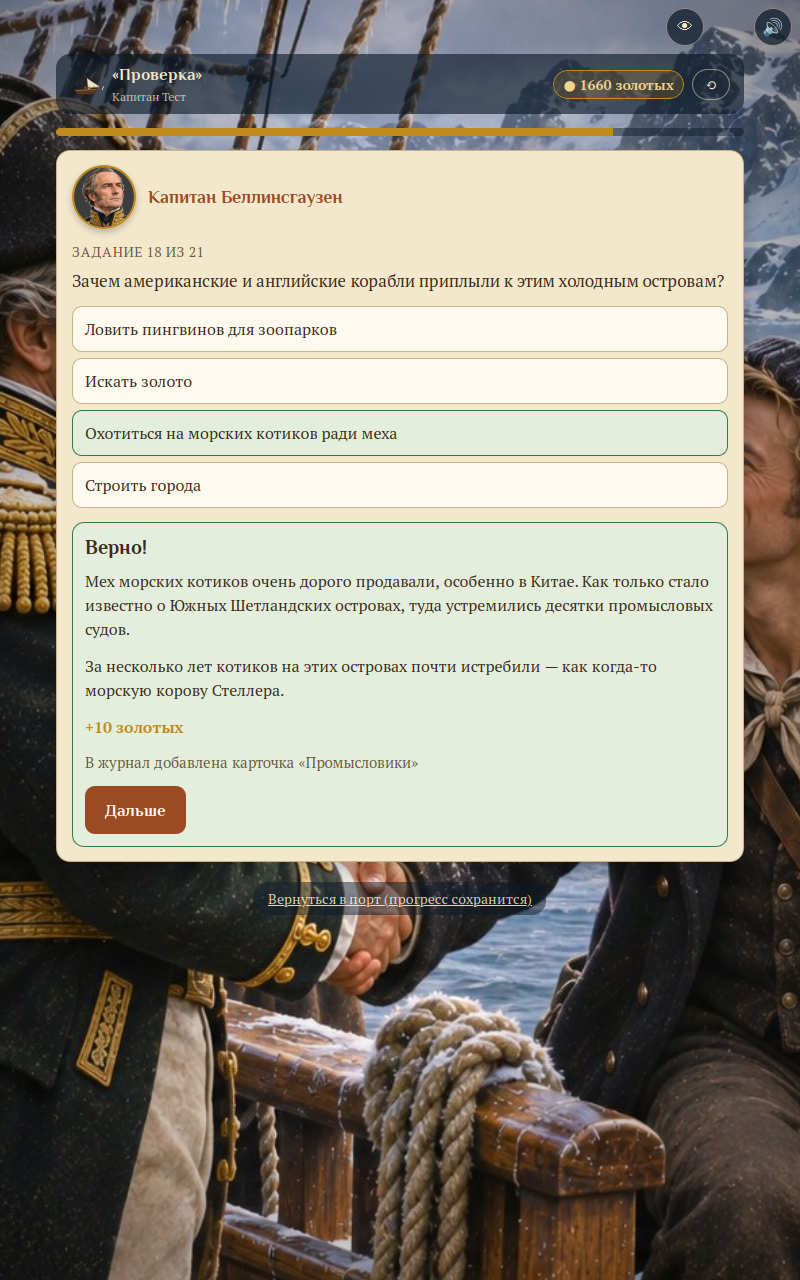 «Проверка»
Капитан Тест
1660 золотых
Капитан Беллинсгаузен
ЗАДАНИЕ 18 ИЗ 21
Зачем американские и английские корабли приплыли к этим холодным островам?
Ловить пингвинов для зоопарков
Искать золото
Охотиться на морских котиков ради меха
Строить города
Верно!
Мех морских котиков очень дорого продавали, особенно в Китае. Как только стало
известно о Южных Шетландских островах, туда устремились десятки промысловых
судов.
За несколько лет котиков на этих островах почти истребили — как когда-то
морскую корову Стеллера.
+10 золотых
В журнал добавлена карточка «Промысловики»
Дальше
Вернуться в порт (прогресс сохранится)